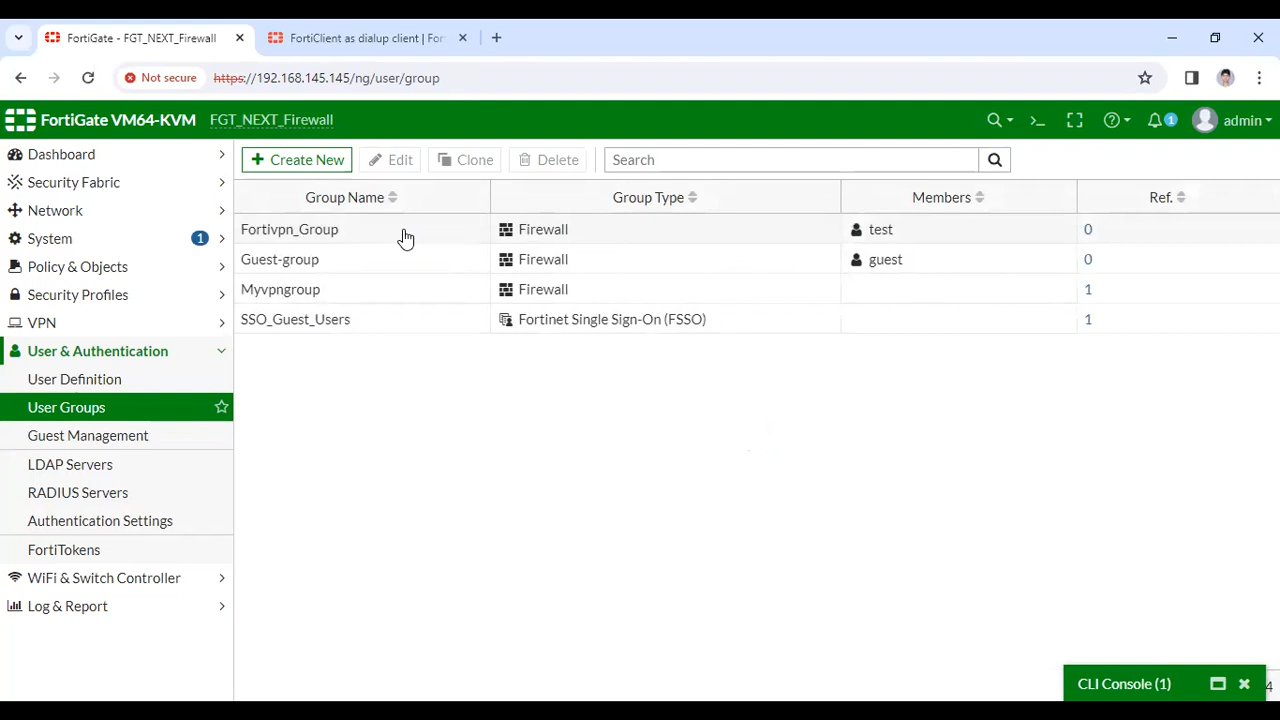 FortiGate - FGT_NEXT_Firewall
FortiClient as dialup client | For
Not secure
https://192.168.145.145/ng/user/group
FortiGate VM64-KVM
FGT_NEXT_Firewall
1
admin
Dashboard
Security Fabric
Network
System
1
Policy & Objects
Security Profiles
VPN
User & Authentication
User Definition
User Groups
Guest Management
LDAP Servers
RADIUS Servers
Authentication Settings
FortiTokens
WiFi & Switch Controller
Log & Report
+ Create New Edit Clone Delete Search
Group Name Group Type Members Ref.
Fortivpn_Group Firewall test 0
Guest-group Firewall guest 0
Myvpngroup Firewall 1
SSO_Guest_Users Fortinet Single Sign-On (FSSO) 1
CLI Console (1)
4